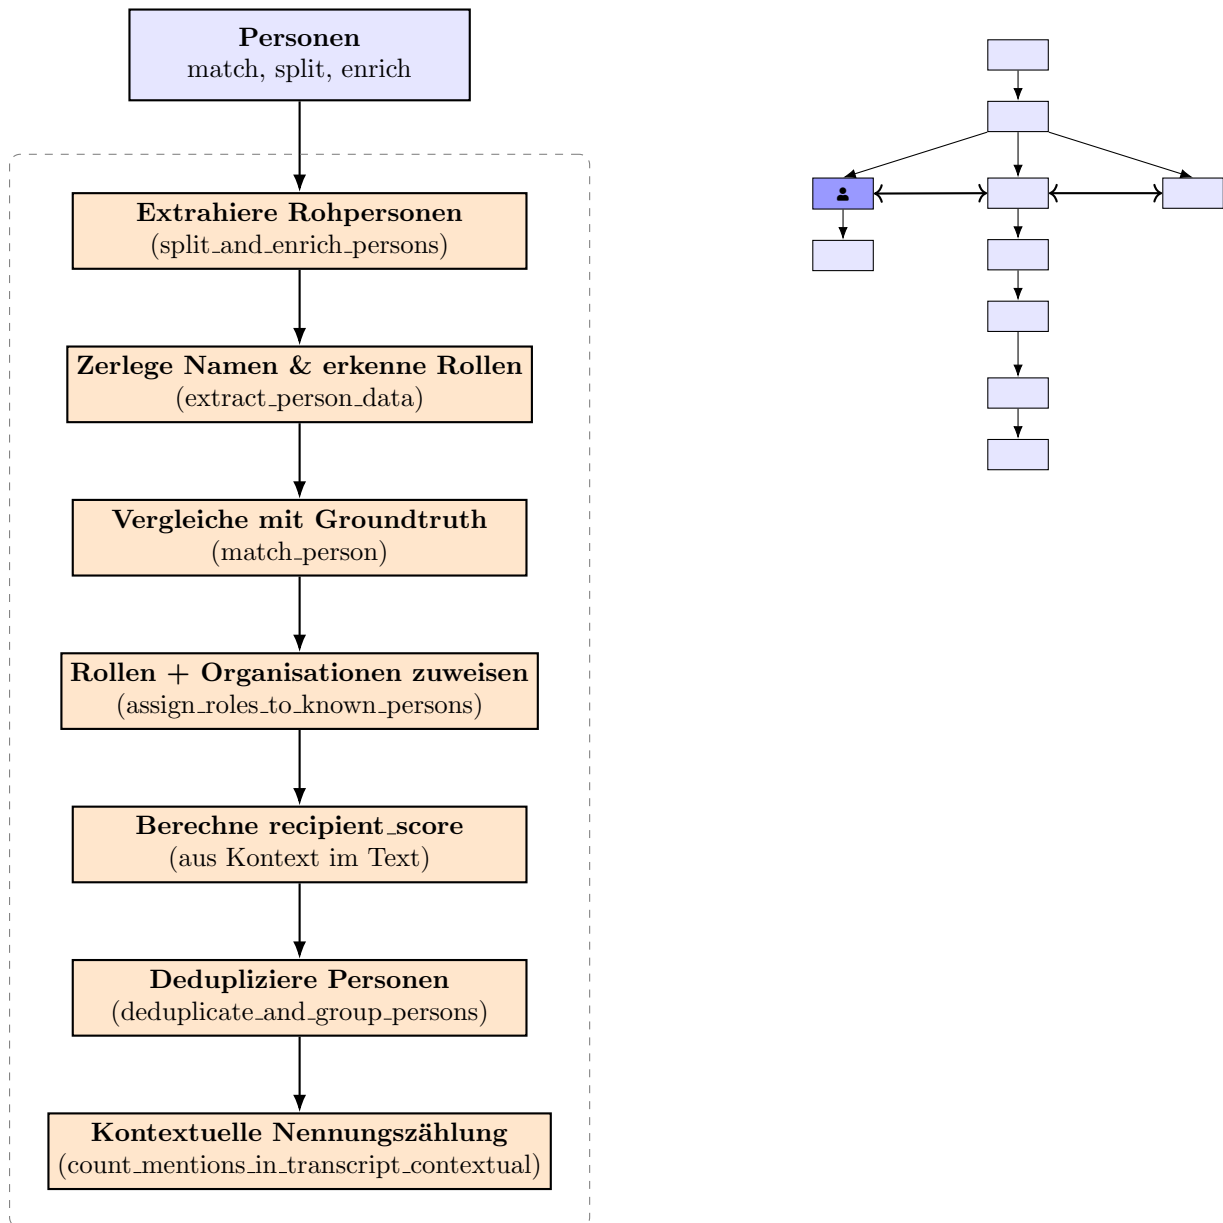 Personen
match, split, enrich
Extrahiere Rohpersonen
(split_and_enrich_persons)
Zerlege Namen & erkenne Rollen
(extract_person_data)
Vergleiche mit Groundtruth
(match_person)
Rollen + Organisationen zuweisen
(assign_roles_to_known_persons)
Berechne recipient_score
(aus Kontext im Text)
Dedupliziere Personen
(deduplicate_and_group_persons)
Kontextuelle Nennungszählung
(count_mentions_in_transcript_contextual)